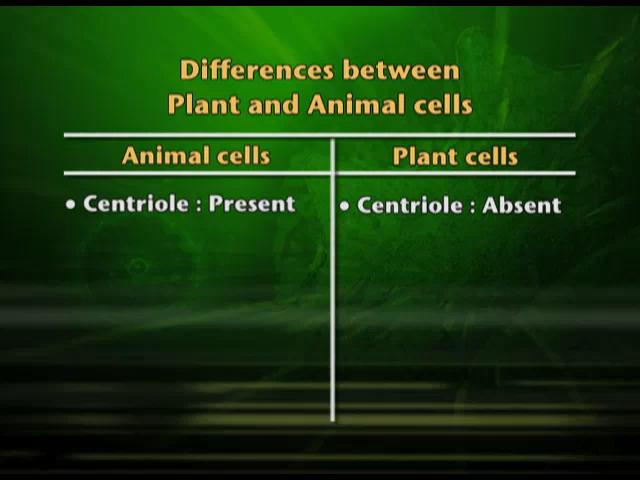 Differences between
Plant and Animal cells
Animal cells
Plant cells
• Centriole : Present
• Centriole : Absent